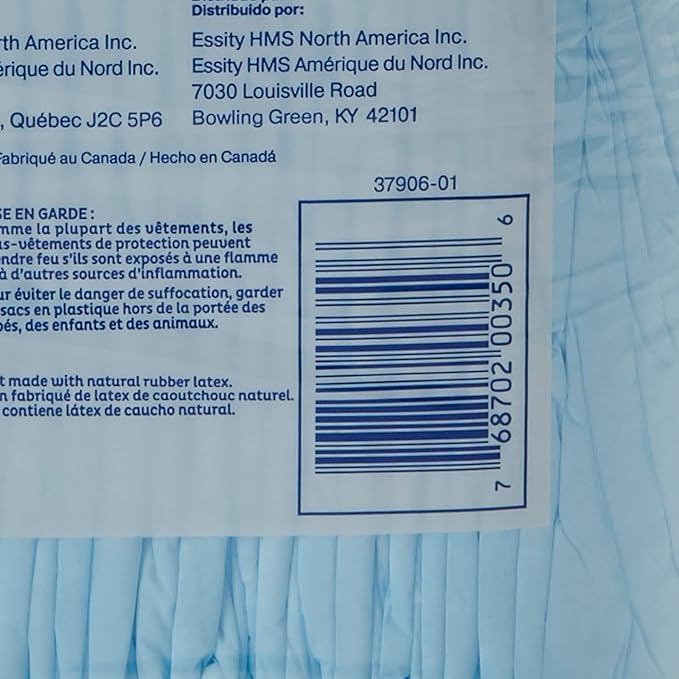 Distribuido por:
Essity HMS North America Inc.
Essity HMS Amérique du Nord Inc.
7030 Louisville Road
Bowling Green, KY 42101
rth America Inc.
érique du Nord Inc.
, Québec J2C 5P6
Fabriqué au Canada / Hecho en Canadá
37906-01
SE EN GARDE :
mme la plupart des vêtements, les
us-vêtements de protection peuvent
endre feu s'ils sont exposés à une flamme
à d'autres sources d'inflammation.
ur éviter le danger de suffocation, garder
sacs en plastique hors de la portée des
bés, des enfants et des animaux.
t made with natural rubber latex.
n fabriqué de latex de caoutchouc naturel.
contiene látex de caucho natural.
7 68702 00350 6